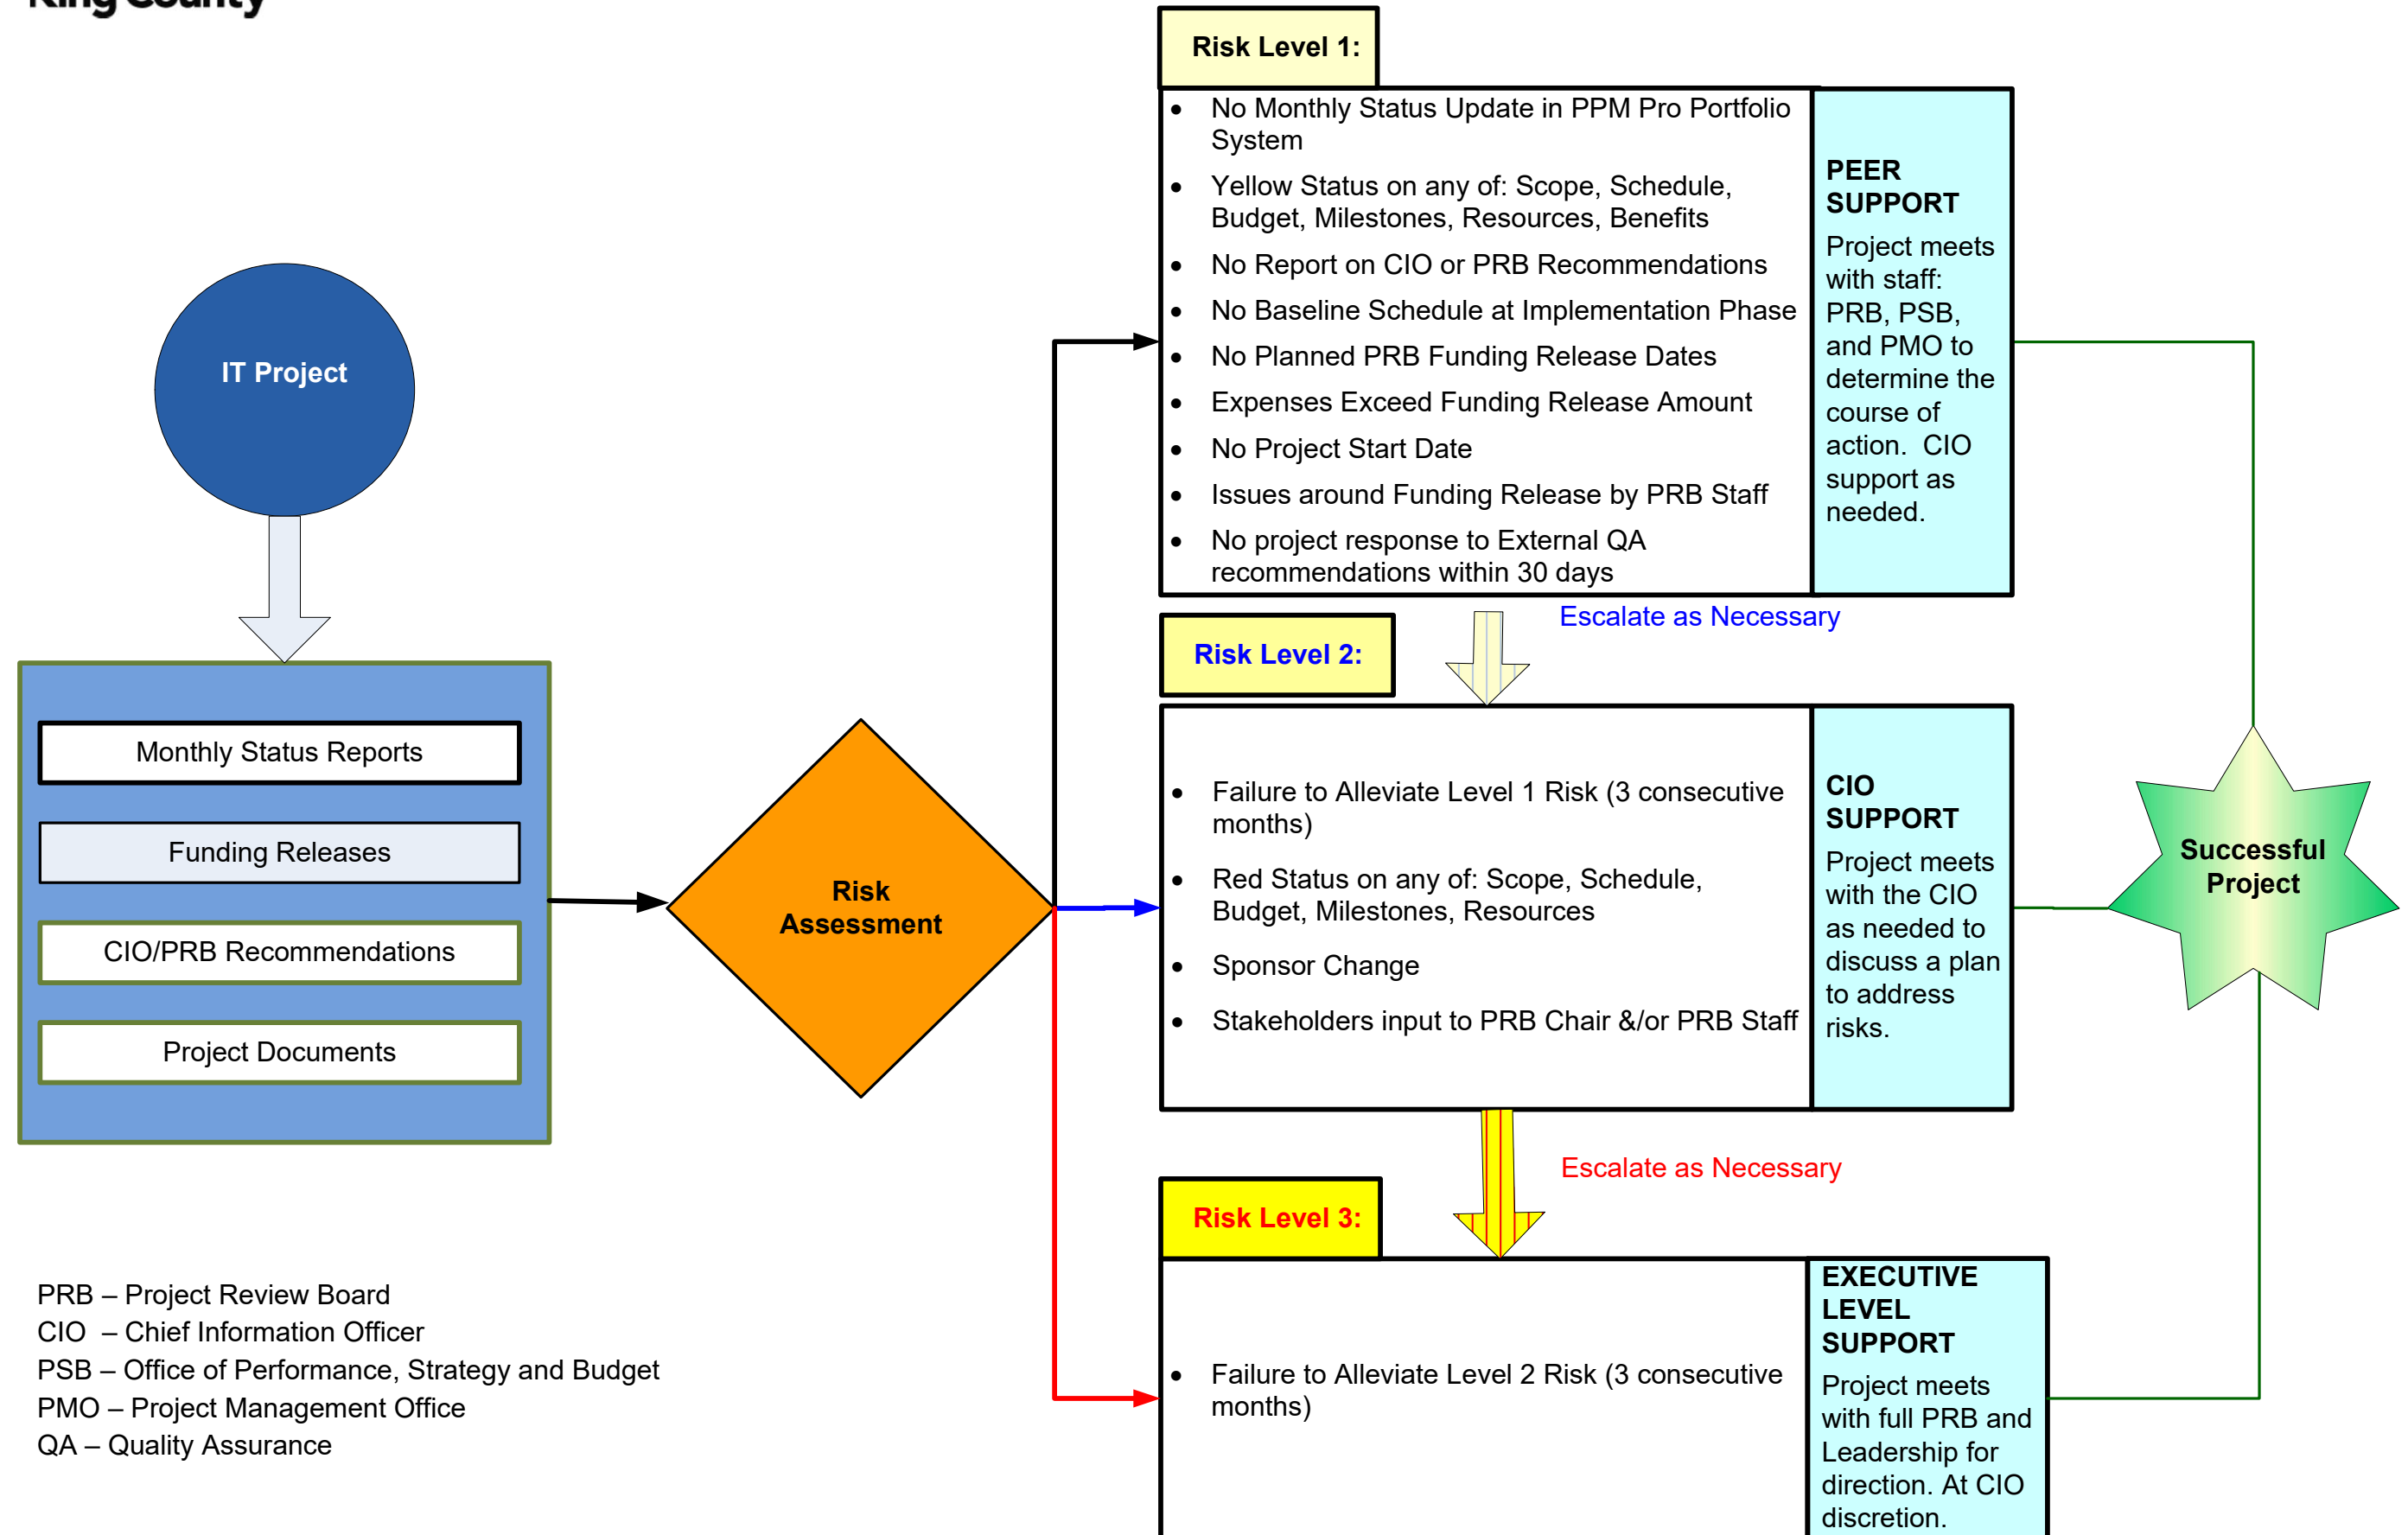 King County
IT Project
Monthly Status Reports
Funding Releases
CIO/PRB Recommendations
Project Documents
Risk
Assessment
Risk Level 1:
• No Monthly Status Update in PPM Pro Portfolio
System
• Yellow Status on any of: Scope, Schedule,
Budget, Milestones, Resources, Benefits
• No Report on CIO or PRB Recommendations
• No Baseline Schedule at Implementation Phase
• No Planned PRB Funding Release Dates
• Expenses Exceed Funding Release Amount
• No Project Start Date
• Issues around Funding Release by PRB Staff
• No project response to External QA
recommendations within 30 days
PEER
SUPPORT
Project meets
with staff:
PRB, PSB,
and PMO to
determine the
course of
action.  CIO
support as
needed.
Escalate as Necessary
Risk Level 2:
• Failure to Alleviate Level 1 Risk (3 consecutive
months)
• Red Status on any of: Scope, Schedule,
Budget, Milestones, Resources
• Sponsor Change
• Stakeholders input to PRB Chair &/or PRB Staff
CIO
SUPPORT
Project meets
with the CIO
as needed to
discuss a plan
to address
risks.
Escalate as Necessary
Risk Level 3:
• Failure to Alleviate Level 2 Risk (3 consecutive
months)
EXECUTIVE
LEVEL
SUPPORT
Project meets
with full PRB and
Leadership for
direction. At CIO
discretion.
Successful
Project
PRB – Project Review Board
CIO  – Chief Information Officer
PSB – Office of Performance, Strategy and Budget
PMO – Project Management Office
QA – Quality Assurance